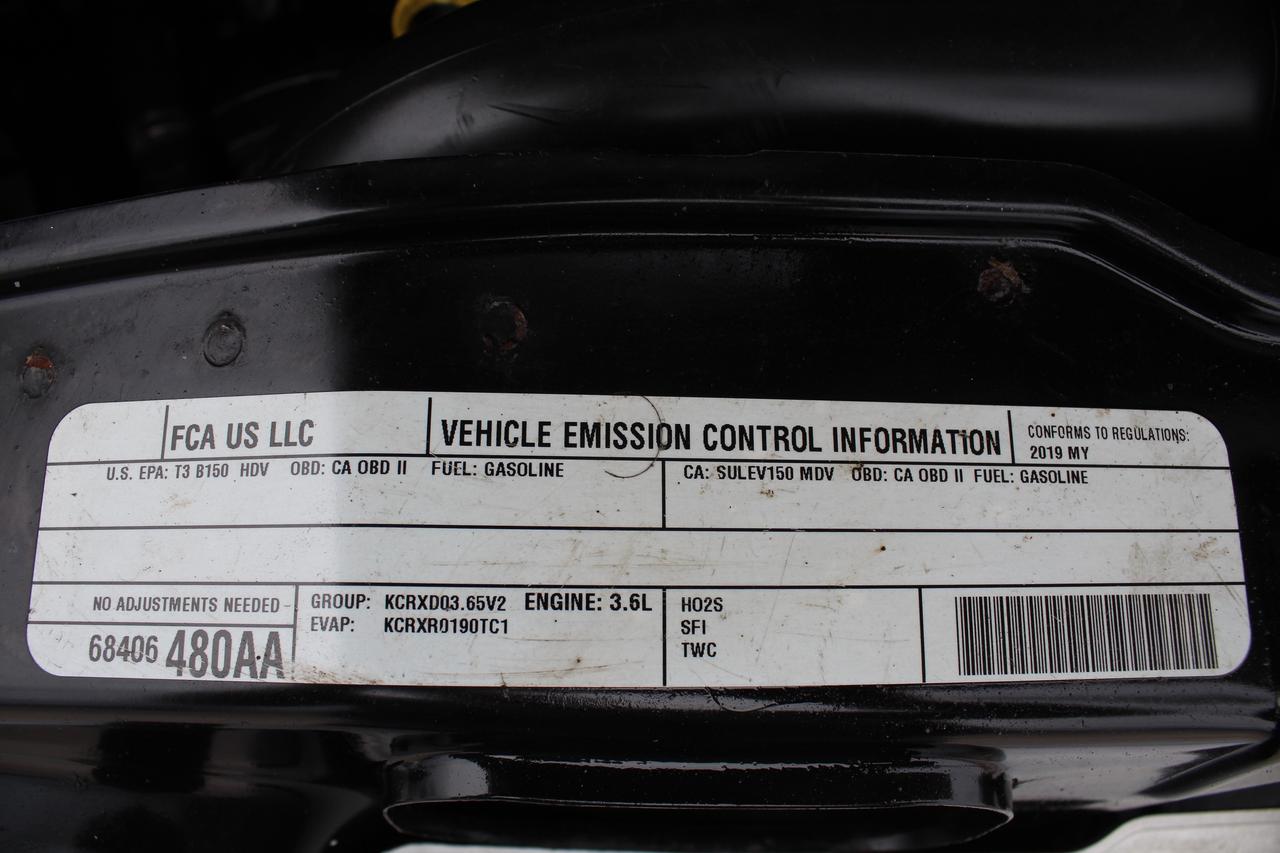 FCA US LLC
VEHICLE EMISSION CONTROL INFORMATION
CONFORMS TO REGULATIONS:
2019 MY
U.S. EPA: T3 B150 HDV OBD: CA OBD II FUEL: GASOLINE
CA: SULEV150 MDV OBD: CA OBD II FUEL: GASOLINE
NO ADJUSTMENTS NEEDED
68406480AA
GROUP: KCRXD03.65V2 ENGINE: 3.6L
EVAP: KCRXR0190TC1
HO2S
SFI
TWC